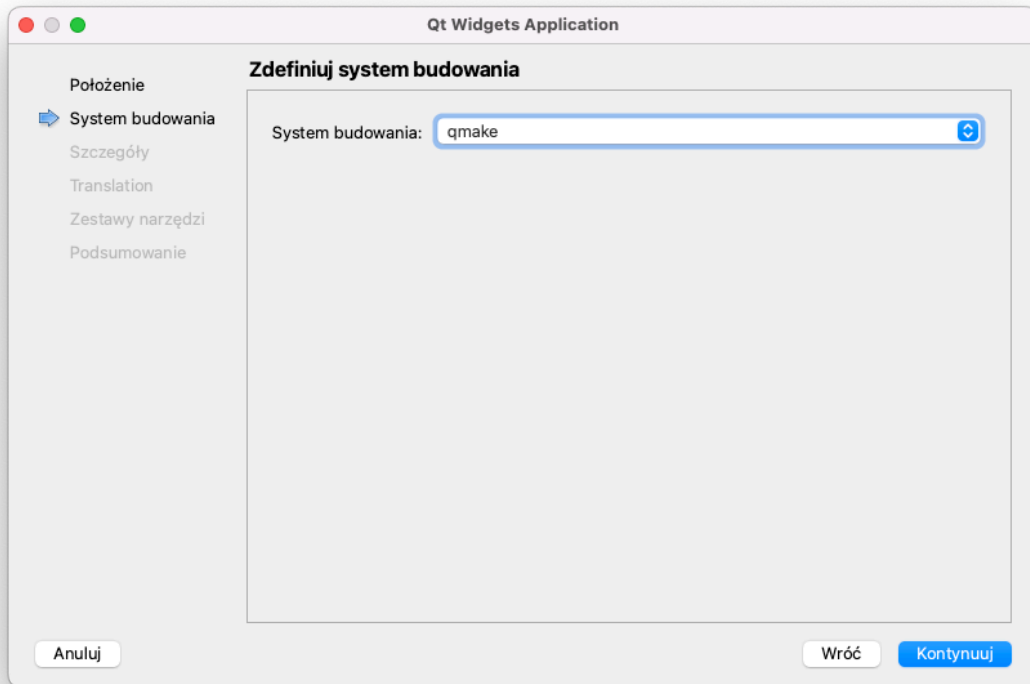 Qt Widgets Application
Położenie
System budowania
Szczegóły
Translation
Zestawy narzędzi
Podsumowanie
Zdefiniuj system budowania
System budowania: qmake
Anuluj
Wróć
Kontynuuj